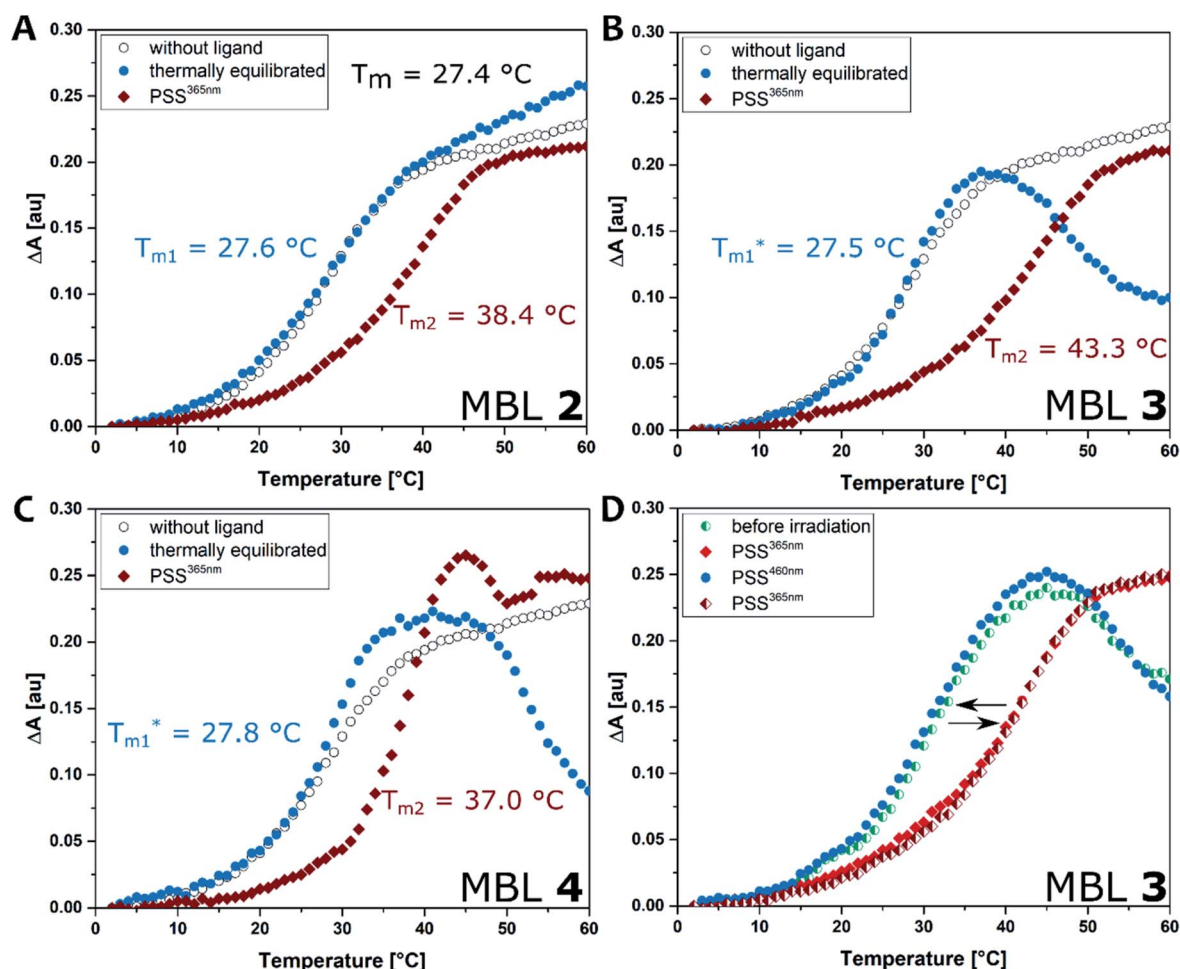 A
0.30
0.25
0.20
0.15
0.10
0.05
0.00
ΔA [au]
without ligand
thermally equilibrated
PSS365nm
Tm = 27.4 °C
Tm1 = 27.6 °C
Tm2 = 38.4 °C
MBL 2
0 10 20 30 40 50 60
Temperature [°C]
B
0.30
0.25
0.20
0.15
0.10
0.05
0.00
ΔA [au]
without ligand
thermally equilibrated
PSS365nm
Tm1* = 27.5 °C
Tm2 = 43.3 °C
MBL 3
0 10 20 30 40 50 60
Temperature [°C]
C
0.30
0.25
0.20
0.15
0.10
0.05
0.00
ΔA [au]
without ligand
thermally equilibrated
PSS365nm
Tm1* = 27.8 °C
Tm2 = 37.0 °C
MBL 4
0 10 20 30 40 50 60
Temperature [°C]
D
0.30
0.25
0.20
0.15
0.10
0.05
0.00
ΔA [au]
before irradiation
PSS365nm
PSS460nm
PSS365nm
MBL 3
0 10 20 30 40 50 60
Temperature [°C]